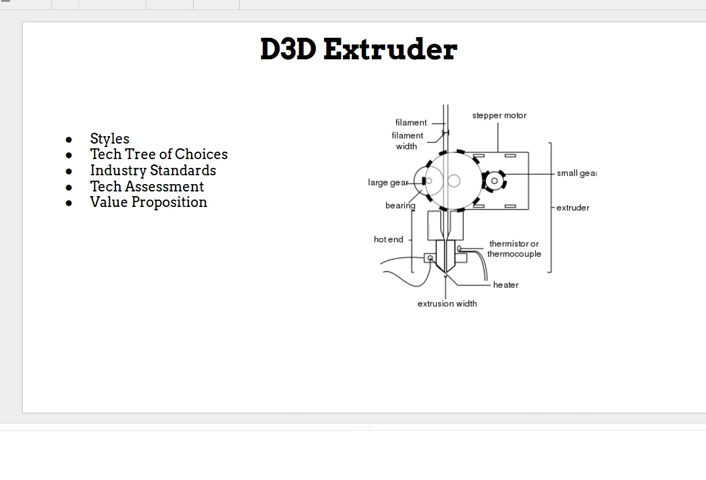 D3D Extruder
Styles
Tech Tree of Choices
Industry Standards
Tech Assessment
Value Proposition
filament
filament
width
stepper motor
large gear
small gear
bearing
extruder
hot end
thermistor or
thermocouple
heater
extrusion width